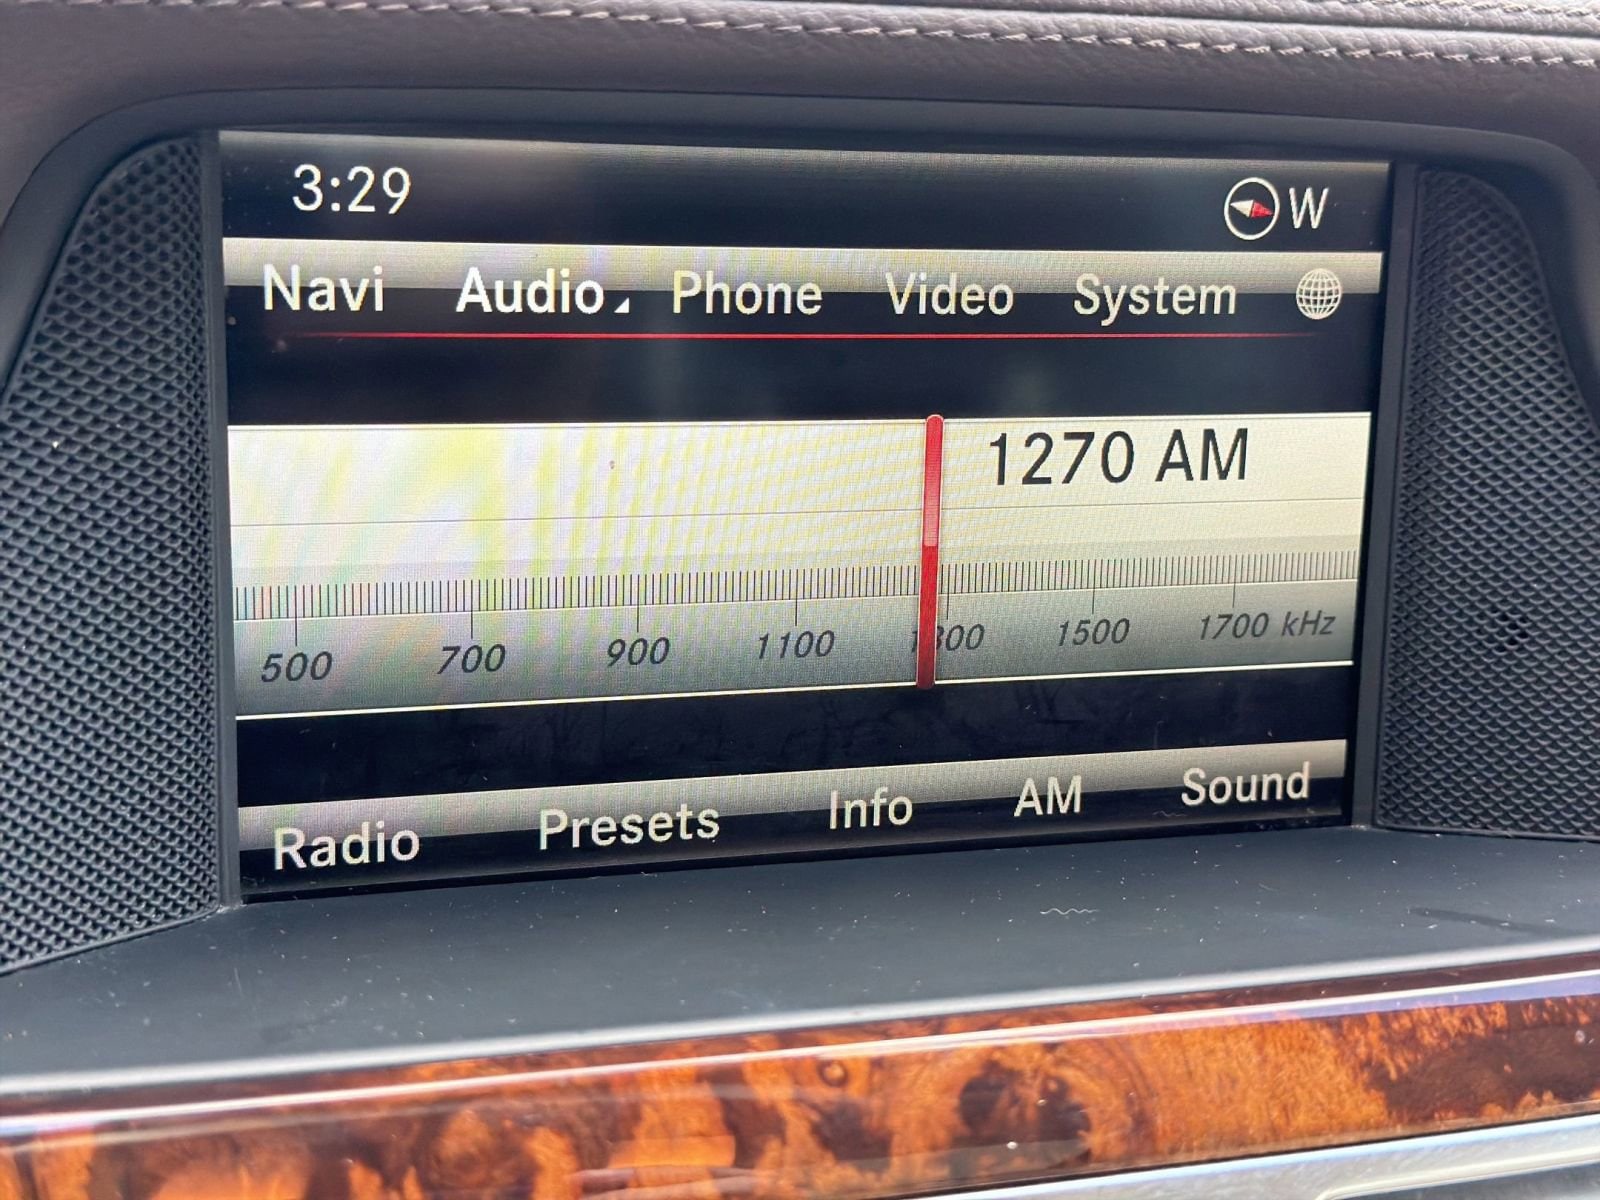 3:29 W
Navi Audio Phone Video System
1270 AM
500 700 900 1100 1300 1500 1700 kHz
Radio Presets Info AM Sound